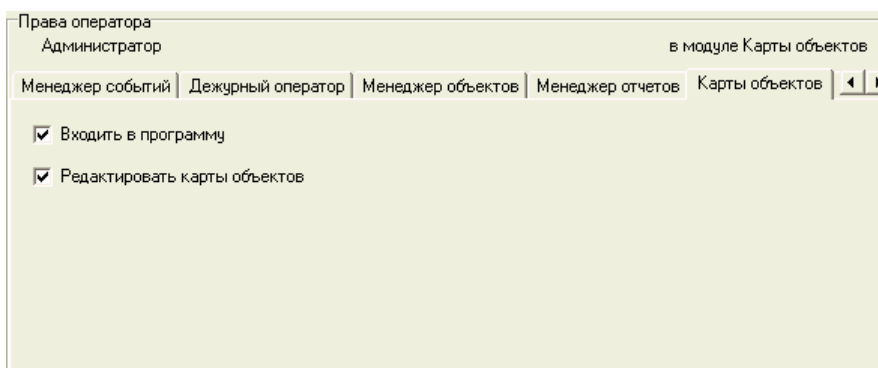 Права оператора
Администратор в модуле Карты объектов
Менеджер событий Дежурный оператор Менеджер объектов Менеджер отчетов Карты объектов
Входить в программу
Редактировать карты объектов